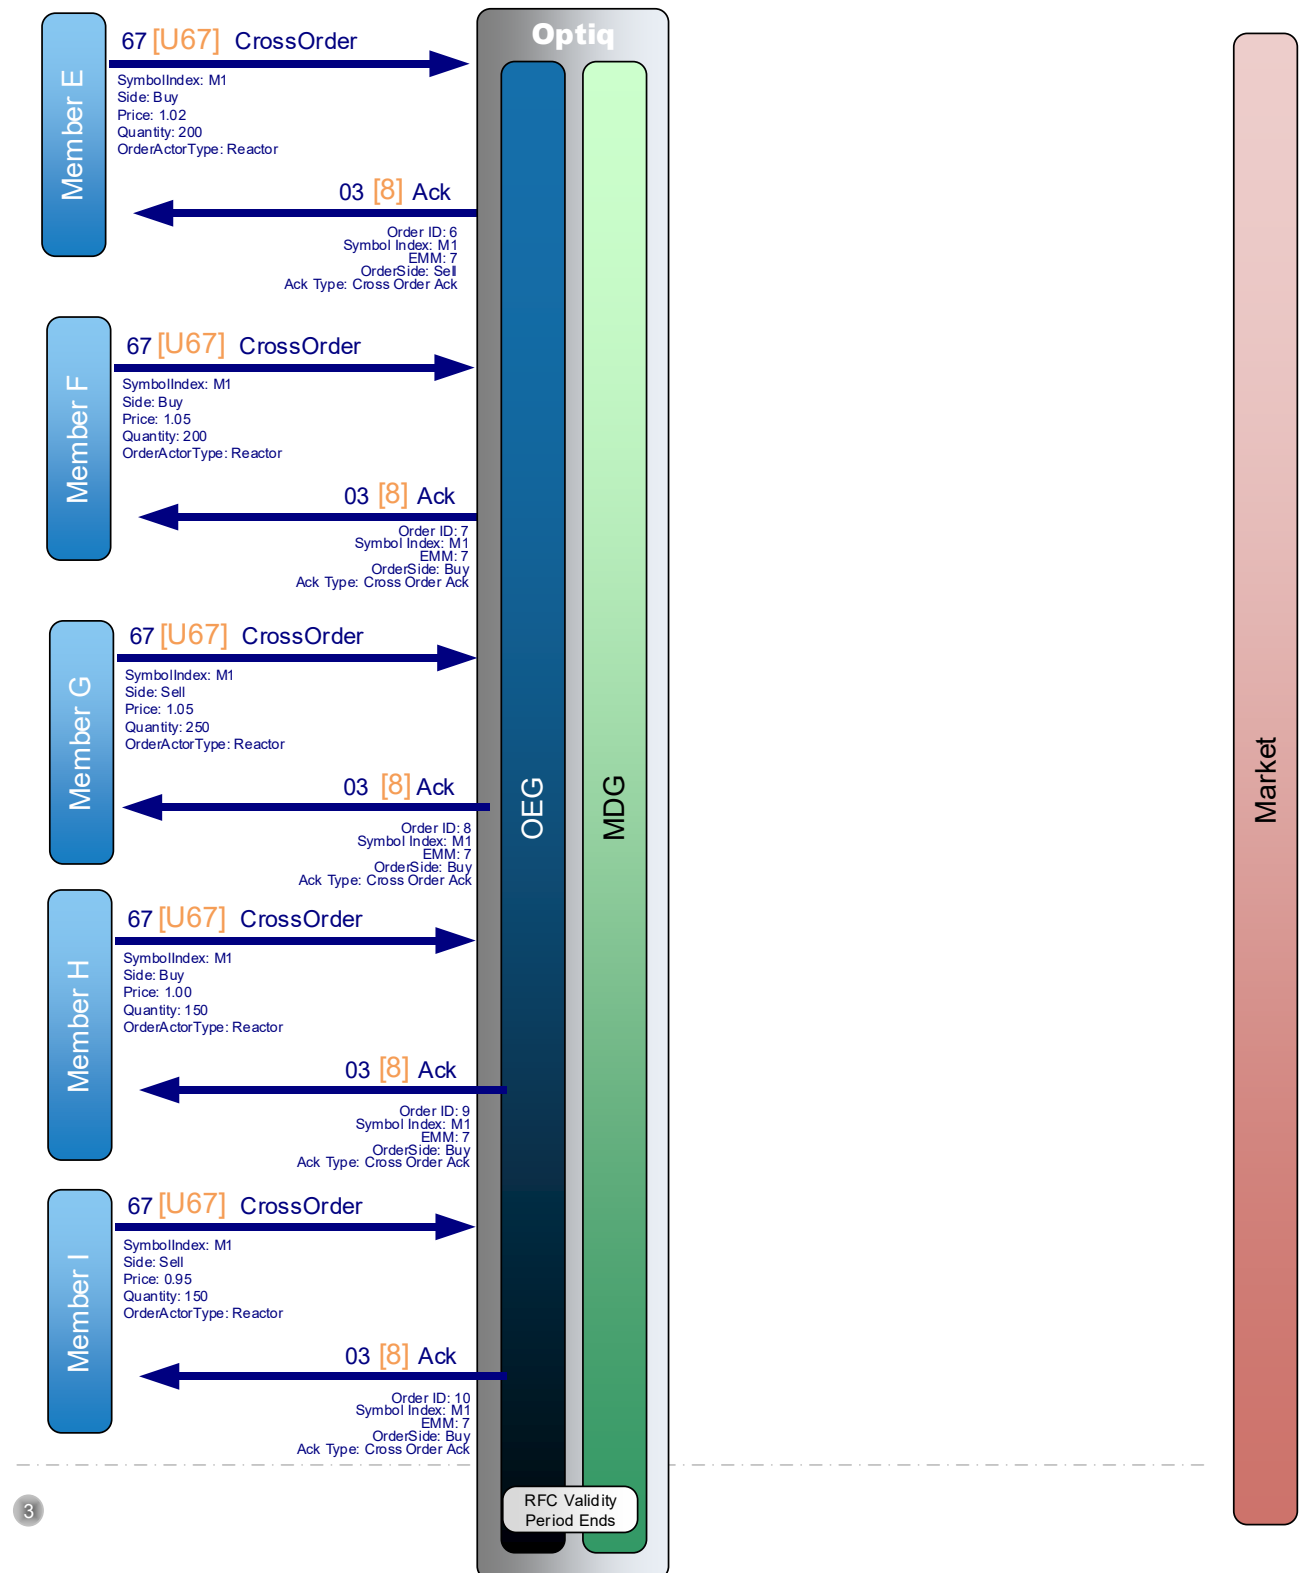 Optiq
Member E
67 [U67] CrossOrder
SymbolIndex: M1
Side: Buy
Price: 1.02
Quantity: 200
OrderActorType: Reactor
03 [8] Ack
Order ID: 6
Symbol Index: M1
EMM: 7
OrderSide: Sell
Ack Type: Cross Order Ack
Member F
67 [U67] CrossOrder
SymbolIndex: M1
Side: Buy
Price: 1.05
Quantity: 200
OrderActorType: Reactor
03 [8] Ack
Order ID: 7
Symbol Index: M1
EMM: 7
OrderSide: Buy
Ack Type: Cross Order Ack
Member G
67 [U67] CrossOrder
SymbolIndex: M1
Side: Sell
Price: 1.05
Quantity: 250
OrderActorType: Reactor
03 [8] Ack
Order ID: 8
Symbol Index: M1
EMM: 7
OrderSide: Buy
Ack Type: Cross Order Ack
OEG
MDG
Market
Member H
67 [U67] CrossOrder
SymbolIndex: M1
Side: Buy
Price: 1.00
Quantity: 150
OrderActorType: Reactor
03 [8] Ack
Order ID: 9
Symbol Index: M1
EMM: 7
OrderSide: Buy
Ack Type: Cross Order Ack
Member I
67 [U67] CrossOrder
SymbolIndex: M1
Side: Sell
Price: 0.95
Quantity: 150
OrderActorType: Reactor
03 [8] Ack
Order ID: 10
Symbol Index: M1
EMM: 7
OrderSide: Buy
Ack Type: Cross Order Ack
3
RFC Validity
Period Ends